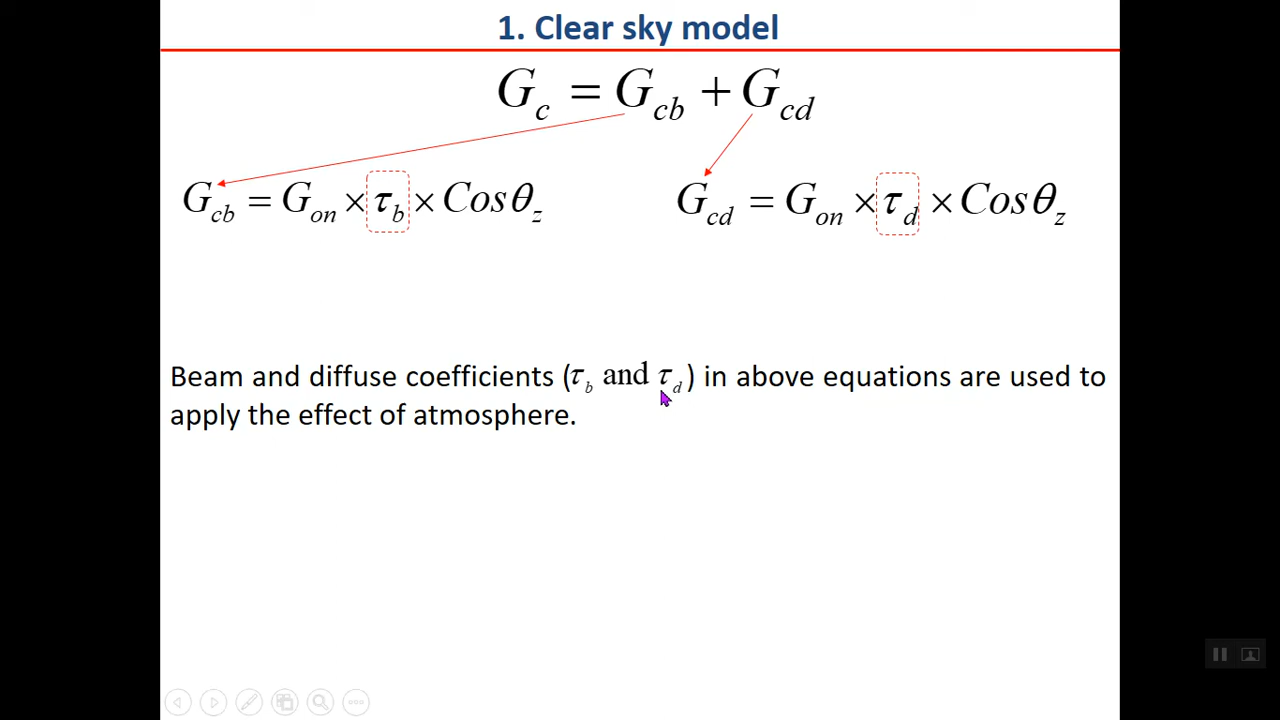 1. Clear sky model
G_c = G_cb + G_cd
G_cb = G_on × τ_b × Cosθ_z
G_cd = G_on × τ_d × Cosθ_z
Beam and diffuse coefficients (τ_b and τ_d) in above equations are used to
apply the effect of atmosphere.